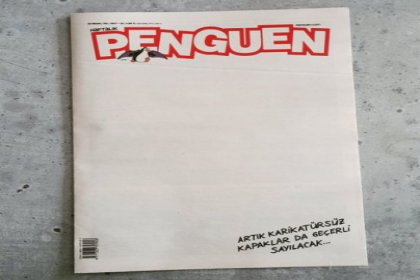 HAFTALIK
PENGUEN
ARTIK KARİKATÜRSÜZ
KAPAKLAR DA GEÇERLİ
SAYILACAK...